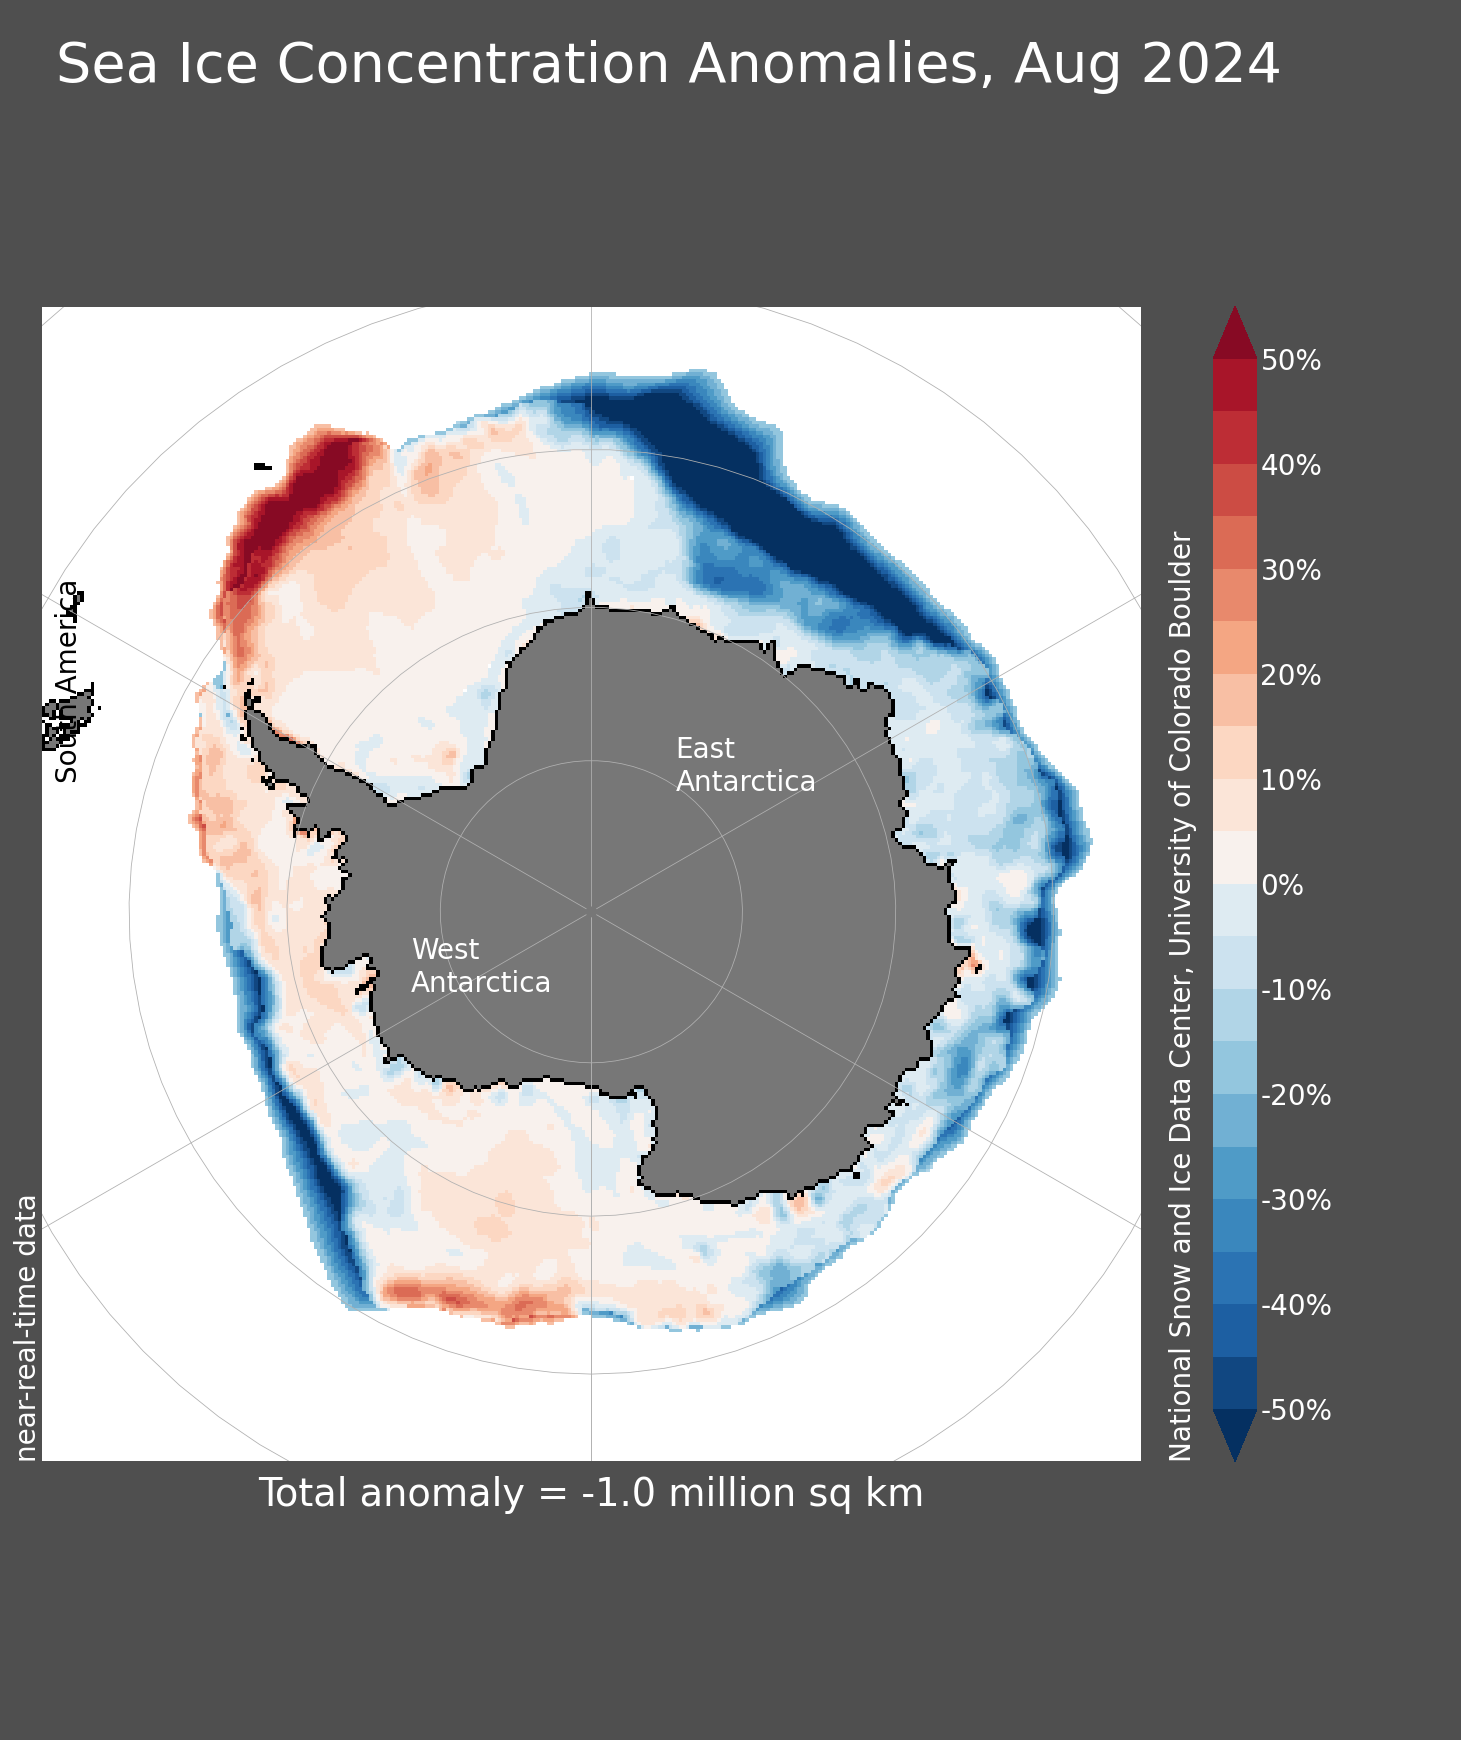 Sea Ice Concentration Anomalies, Aug 2024
South America
East
Antarctica
West
Antarctica
near-real-time data
National Snow and Ice Data Center, University of Colorado Boulder
50%
40%
30%
20%
10%
0%
-10%
-20%
-30%
-40%
-50%
Total anomaly = -1.0 million sq km